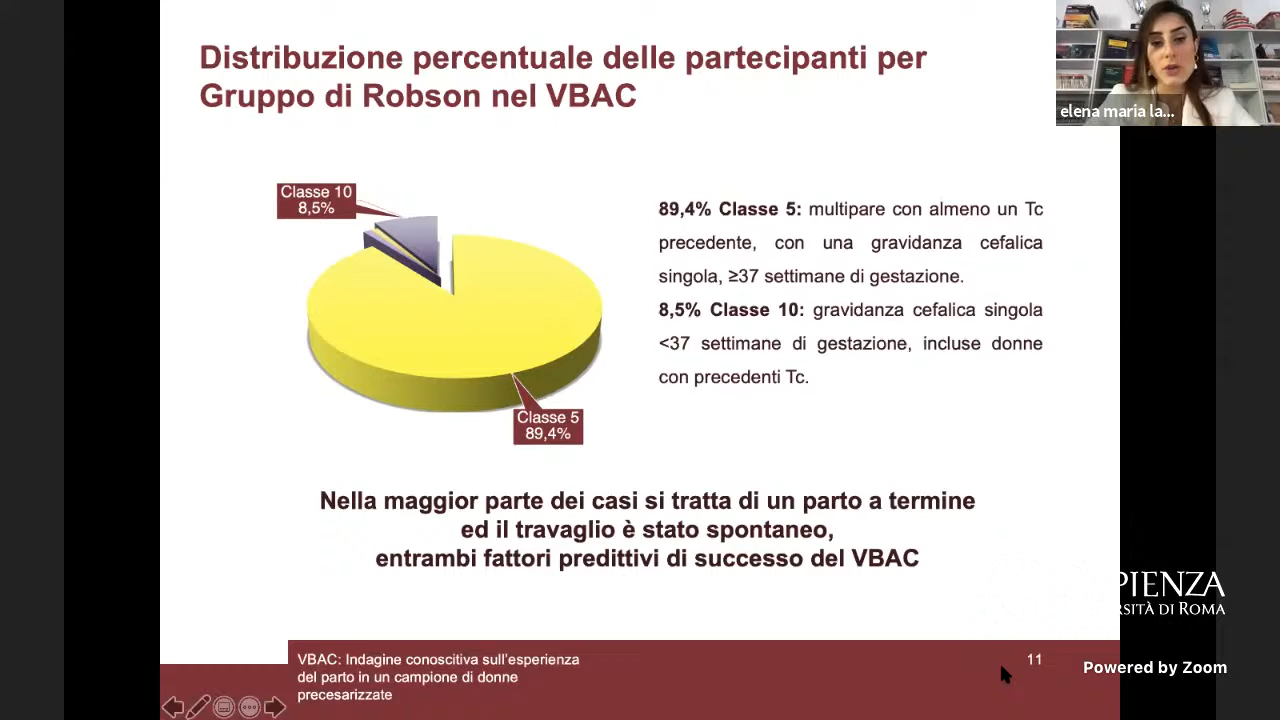 Distribuzione percentuale delle partecipanti per
Gruppo di Robson nel VBAC
elena maria la...
Classe 10
8,5%
Classe 5
89,4%
89,4% Classe 5: multipare con almeno un Tc
precedente, con una gravidanza cefalica
singola, ≥37 settimane di gestazione.
8,5% Classe 10: gravidanza cefalica singola
<37 settimane di gestazione, incluse donne
con precedenti Tc.
Nella maggior parte dei casi si tratta di un parto a termine
ed il travaglio è stato spontaneo,
entrambi fattori predittivi di successo del VBAC
PIENZA
RSITÀ DI ROMA
VBAC: Indagine conoscitiva sull'esperienza
del parto in un campione di donne
precesarizzate
11
Powered by Zoom